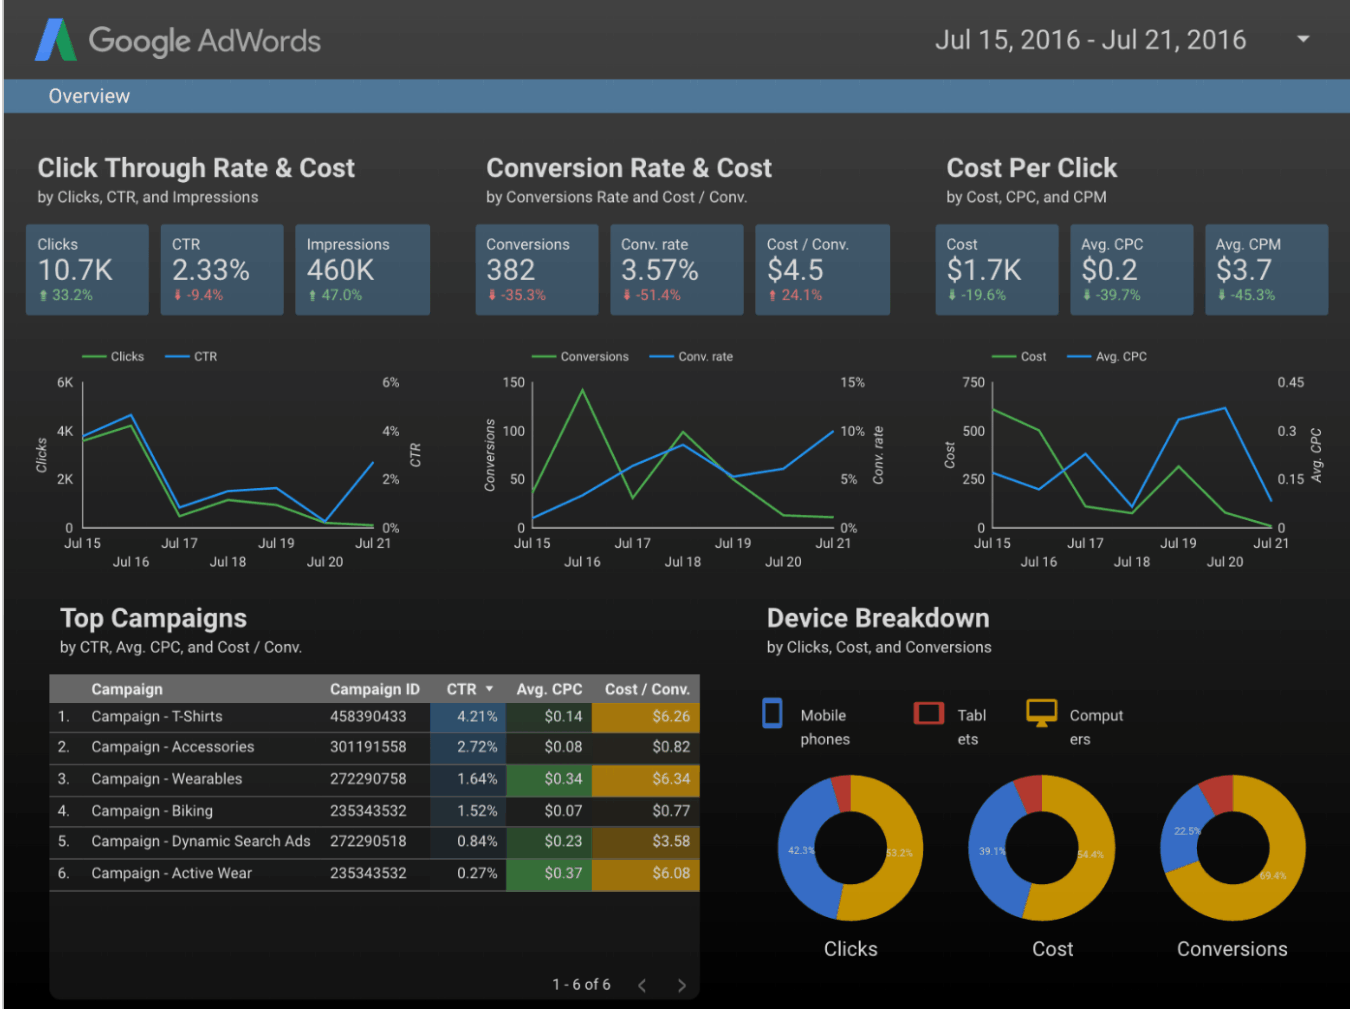 Google AdWords
Jul 15, 2016 - Jul 21, 2016
Overview
Click Through Rate & Cost
by Clicks, CTR, and Impressions
Clicks
10.7K
33.2%
CTR
2.33%
-9.4%
Impressions
460K
47.0%
Conversion Rate & Cost
by Conversions Rate and Cost / Conv.
Conversions
382
-35.3%
Conv. rate
3.57%
-51.4%
Cost / Conv.
$4.5
24.1%
Cost Per Click
by Cost, CPC, and CPM
Cost
$1.7K
-19.6%
Avg. CPC
$0.2
-39.7%
Avg. CPM
$3.7
-45.3%
Clicks CTR
6K 6%
4K 4%
2K 2%
0 0%
Clicks
CTR
Jul 15 Jul 17 Jul 19 Jul 21
Jul 16 Jul 18 Jul 20
Conversions Conv. rate
150 15%
100 10%
50 5%
0 0%
Conversions
Conv. rate
Jul 15 Jul 17 Jul 19 Jul 21
Jul 16 Jul 18 Jul 20
Cost Avg. CPC
750 0.45
500 0.3
250 0.15
0 0
Cost
Avg. CPC
Jul 15 Jul 17 Jul 19 Jul 21
Jul 16 Jul 18 Jul 20
Top Campaigns
by CTR, Avg. CPC, and Cost / Conv.
Campaign Campaign ID CTR Avg. CPC Cost / Conv.
1. Campaign - T-Shirts 458390433 4.21% $0.14 $6.26
2. Campaign - Accessories 301191558 2.72% $0.08 $0.82
3. Campaign - Wearables 272290758 1.64% $0.34 $6.34
4. Campaign - Biking 235343532 1.52% $0.07 $0.77
5. Campaign - Dynamic Search Ads 272290518 0.84% $0.23 $3.58
6. Campaign - Active Wear 235343532 0.27% $0.37 $6.08
1 - 6 of 6
Device Breakdown
by Clicks, Cost, and Conversions
Mobile
phones
Tabl
ets
Comput
ers
42.3% 53.2%
Clicks
39.1% 54.4%
Cost
22.5% 69.4%
Conversions